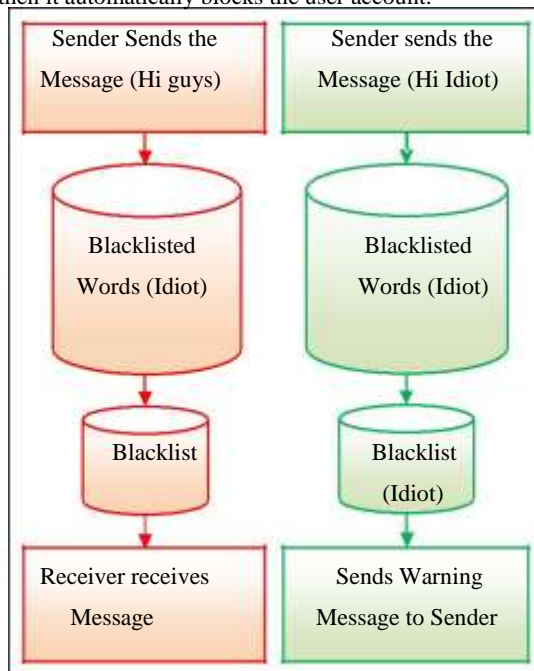 then it automatically blocks the user account.
Sender Sends the
Message (Hi guys)
Blacklisted
Words (Idiot)
Blacklist
Receiver receives
Message
Sender sends the
Message (Hi Idiot)
Blacklisted
Words (Idiot)
Blacklist
(Idiot)
Sends Warning
Message to Sender